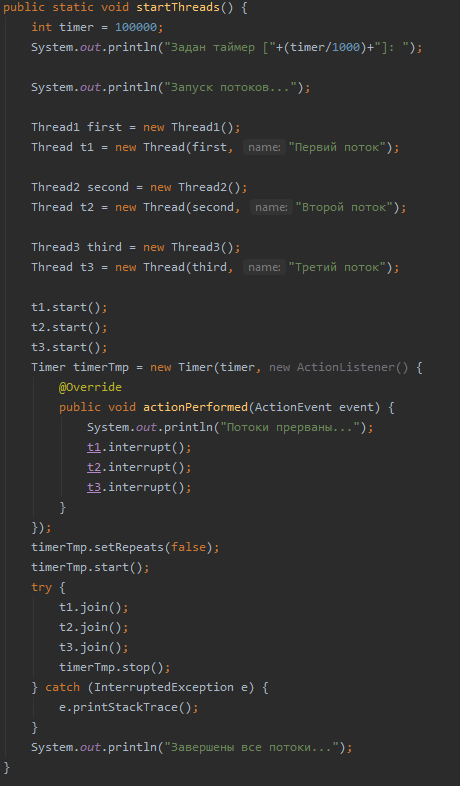 public static void startThreads() {
    int timer = 100000;
    System.out.println("Задан таймер ["+(timer/1000)+"]: ");

    System.out.println("Запуск потоков...");

    Thread1 first = new Thread1();
    Thread t1 = new Thread(first, name: "Первий поток");

    Thread2 second = new Thread2();
    Thread t2 = new Thread(second, name: "Второй поток");

    Thread3 third = new Thread3();
    Thread t3 = new Thread(third, name: "Третий поток");

    t1.start();
    t2.start();
    t3.start();
    Timer timerTmp = new Timer(timer, new ActionListener() {
        @Override
        public void actionPerformed(ActionEvent event) {
            System.out.println("Потоки прерваны...");
            t1.interrupt();
            t2.interrupt();
            t3.interrupt();
        }
    });
    timerTmp.setRepeats(false);
    timerTmp.start();
    try {
        t1.join();
        t2.join();
        t3.join();
        timerTmp.stop();
    } catch (InterruptedException e) {
        e.printStackTrace();
    }
    System.out.println("Завершены все потоки...");
}